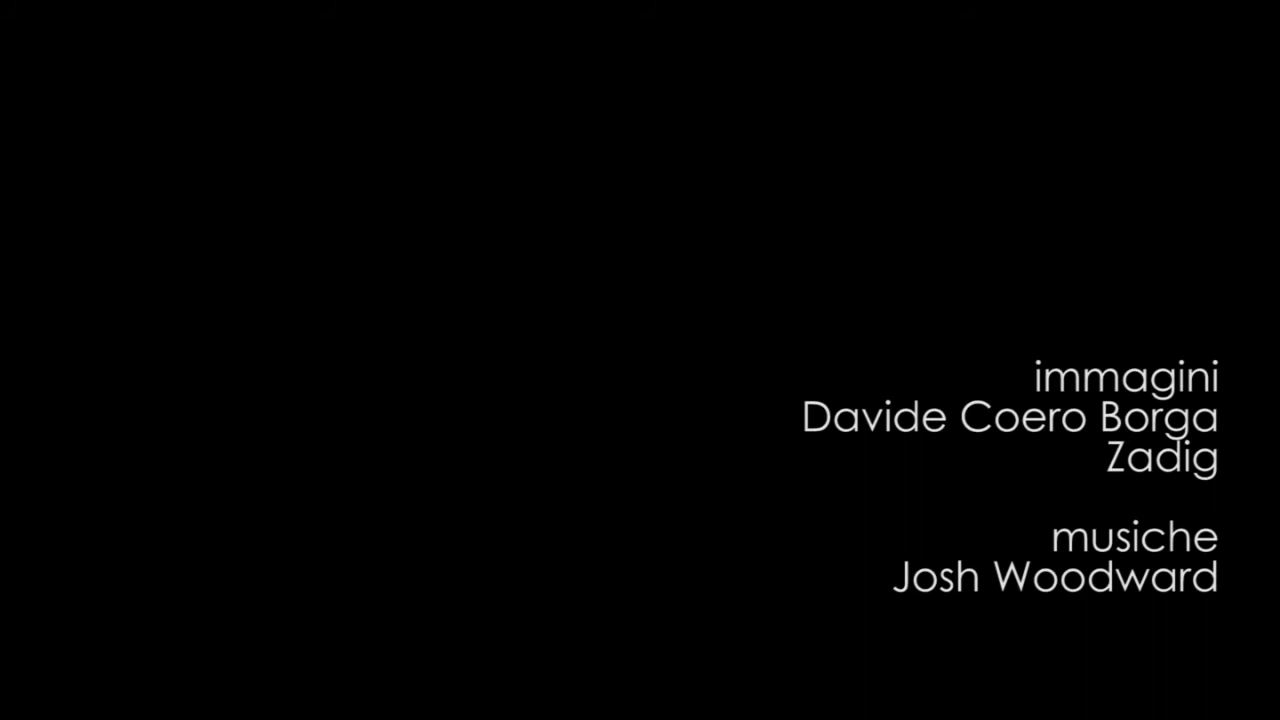 immagini
Davide Coero Borga
Zadig
musiche
Josh Woodward